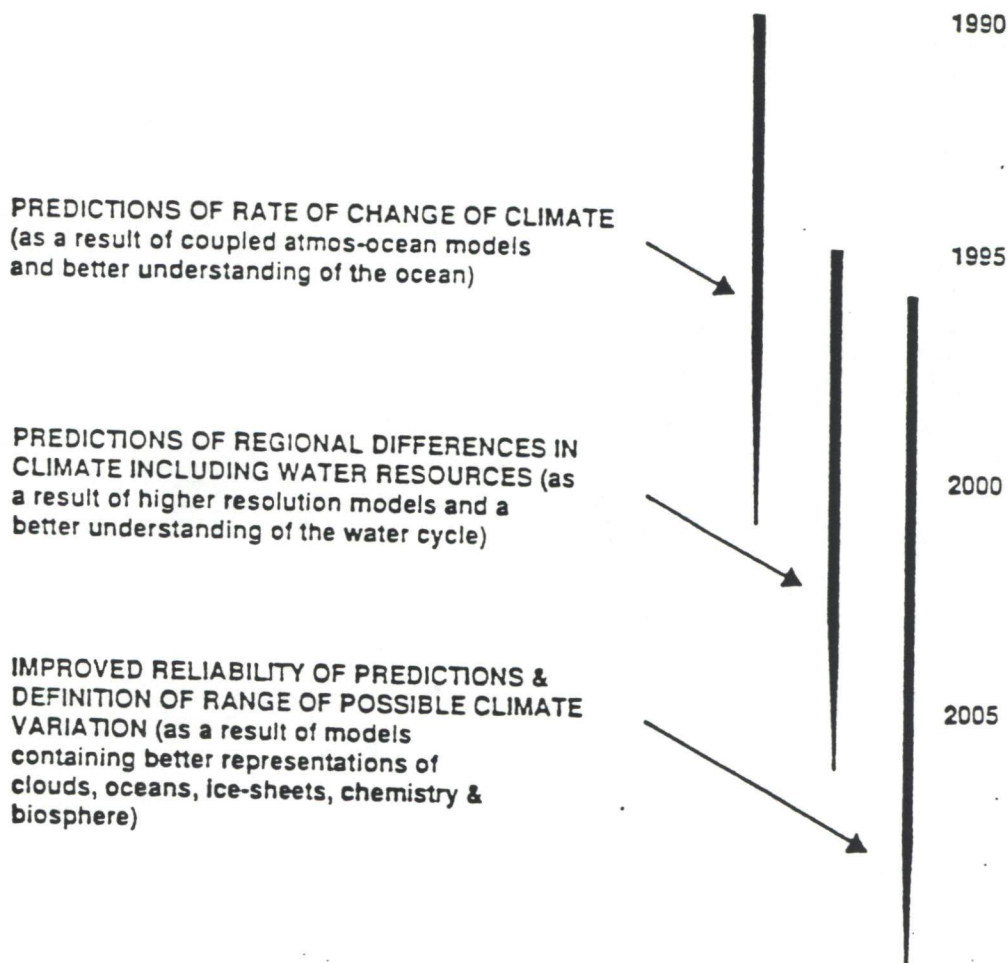 1990
PREDICTIONS OF RATE OF CHANGE OF CLIMATE
(as a result of coupled atmos-ocean models
and better understanding of the ocean)
1995
PREDICTIONS OF REGIONAL DIFFERENCES IN
CLIMATE INCLUDING WATER RESOURCES (as
a result of higher resolution models and a
better understanding of the water cycle)
2000
IMPROVED RELIABILITY OF PREDICTIONS &
DEFINITION OF RANGE OF POSSIBLE CLIMATE
VARIATION (as a result of models
containing better representations of
clouds, oceans, ice-sheets, chemistry &
biosphere)
2005